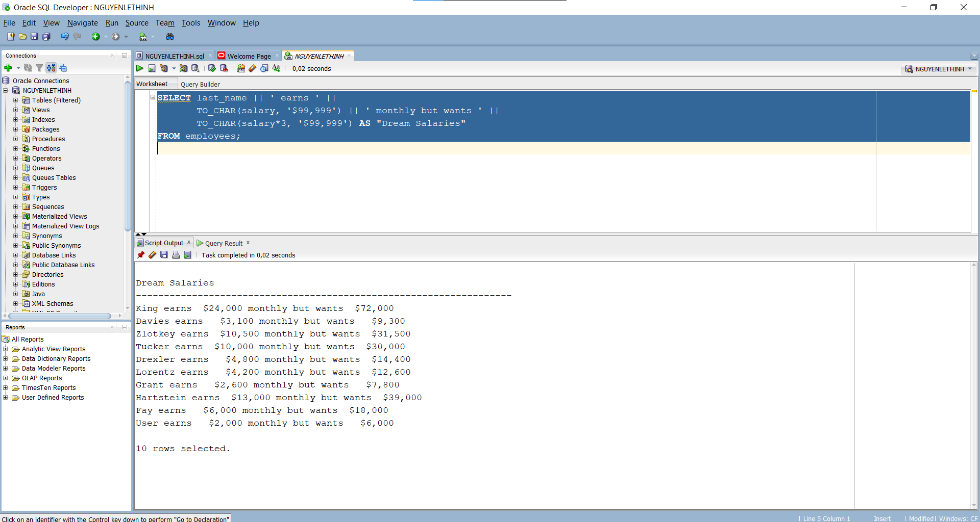 Oracle SQL Developer : NGUYENLETHINH
File Edit View Navigate Run Source Team Tools Window Help
Connections
NGUYENLETHINH.sql Welcome Page NGUYENLETHINH
0,02 seconds
NGUYENLETHINH
Worksheet Query Builder
Oracle Connections
NGUYENLETHINH
Tables (Filtered)
Views
Indexes
Packages
Procedures
Functions
Operators
Queues
Queues Tables
Triggers
Types
Sequences
Materialized Views
Materialized View Logs
Synonyms
Public Synonyms
Database Links
Public Database Links
Directories
Editions
Java
XML Schemas
SELECT last_name || ' earns ' ||
TO_CHAR(salary, '$99,999') || ' monthly but wants ' ||
TO_CHAR(salary*3, '$99,999') AS "Dream Salaries"
FROM employees;
Script Output Query Result
Task completed in 0,02 seconds
Dream Salaries
------------------------------------------------------------------
King earns  $24,000 monthly but wants  $72,000
Davies earns   $3,100 monthly but wants   $9,300
Zlotkey earns  $10,500 monthly but wants  $31,500
Tucker earns  $10,000 monthly but wants  $30,000
Drexler earns   $4,800 monthly but wants  $14,400
Lorentz earns   $4,200 monthly but wants  $12,600
Grant earns   $2,600 monthly but wants   $7,800
Hartstein earns  $13,000 monthly but wants  $39,000
Fay earns   $6,000 monthly but wants  $18,000
User earns   $2,000 monthly but wants   $6,000
10 rows selected.
Reports
All Reports
Analytic View Reports
Data Dictionary Reports
Data Modeler Reports
OLAP Reports
TimesTen Reports
User Defined Reports
Click on an identifier with the Control key down to perform "Go to Declaration"
Line 5 Column 1 Insert Modified Windows: CF